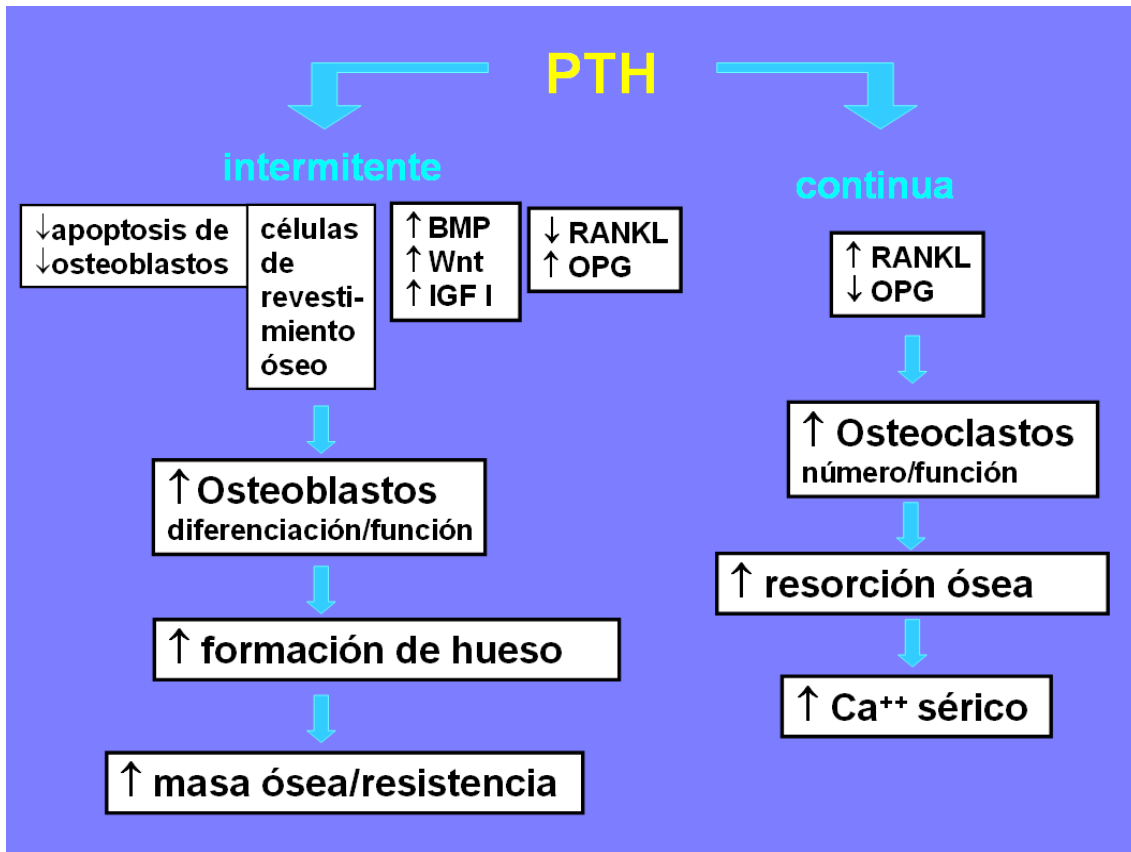 PTH
intermitente
continua
↓apoptosis de
↓osteoblastos
células
de
revesti-
miento
óseo
↑ BMP
↑ Wnt
↑ IGF I
↓ RANKL
↑ OPG
↑ RANKL
↓ OPG
↑ Osteoblastos
diferenciación/función
↑ formación de hueso
↑ masa ósea/resistencia
↑ Osteoclastos
número/función
↑ resorción ósea
↑ Ca⁺⁺ sérico